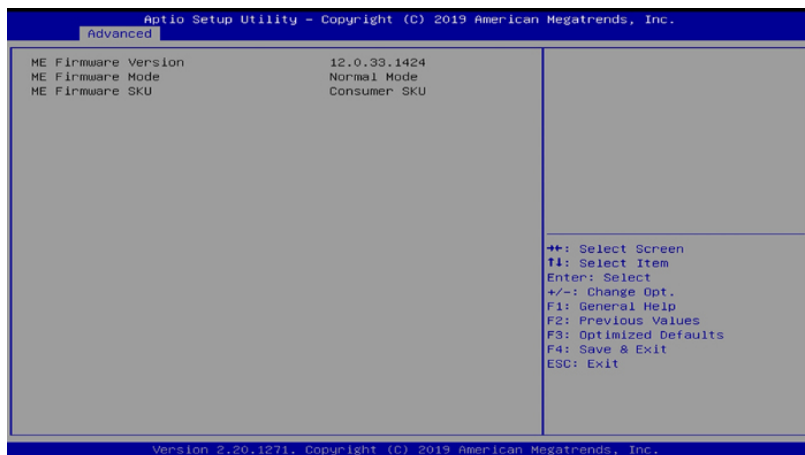 Aptio Setup Utility – Copyright (C) 2019 American Megatrends, Inc.
Advanced
ME Firmware Version 12.0.33.1424
ME Firmware Mode Normal Mode
ME Firmware SKU Consumer SKU
→←: Select Screen
↑↓: Select Item
Enter: Select
+/-: Change Opt.
F1: General Help
F2: Previous Values
F3: Optimized Defaults
F4: Save & Exit
ESC: Exit
Version 2.20.1271. Copyright (C) 2019 American Megatrends, Inc.